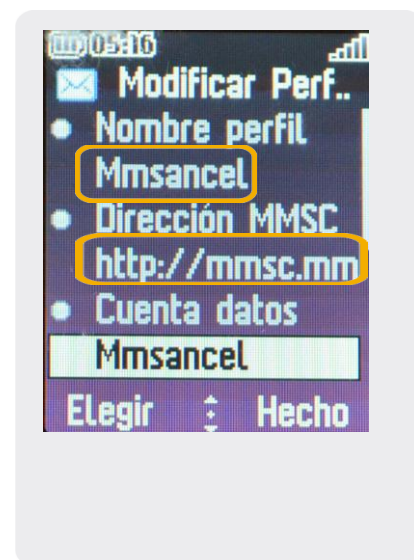 05:16
Modificar Perf..
Nombre perfil
Mmsancel
Dirección MMSC
http://mmsc.mm
Cuenta datos
Mmsancel
Elegir Hecho